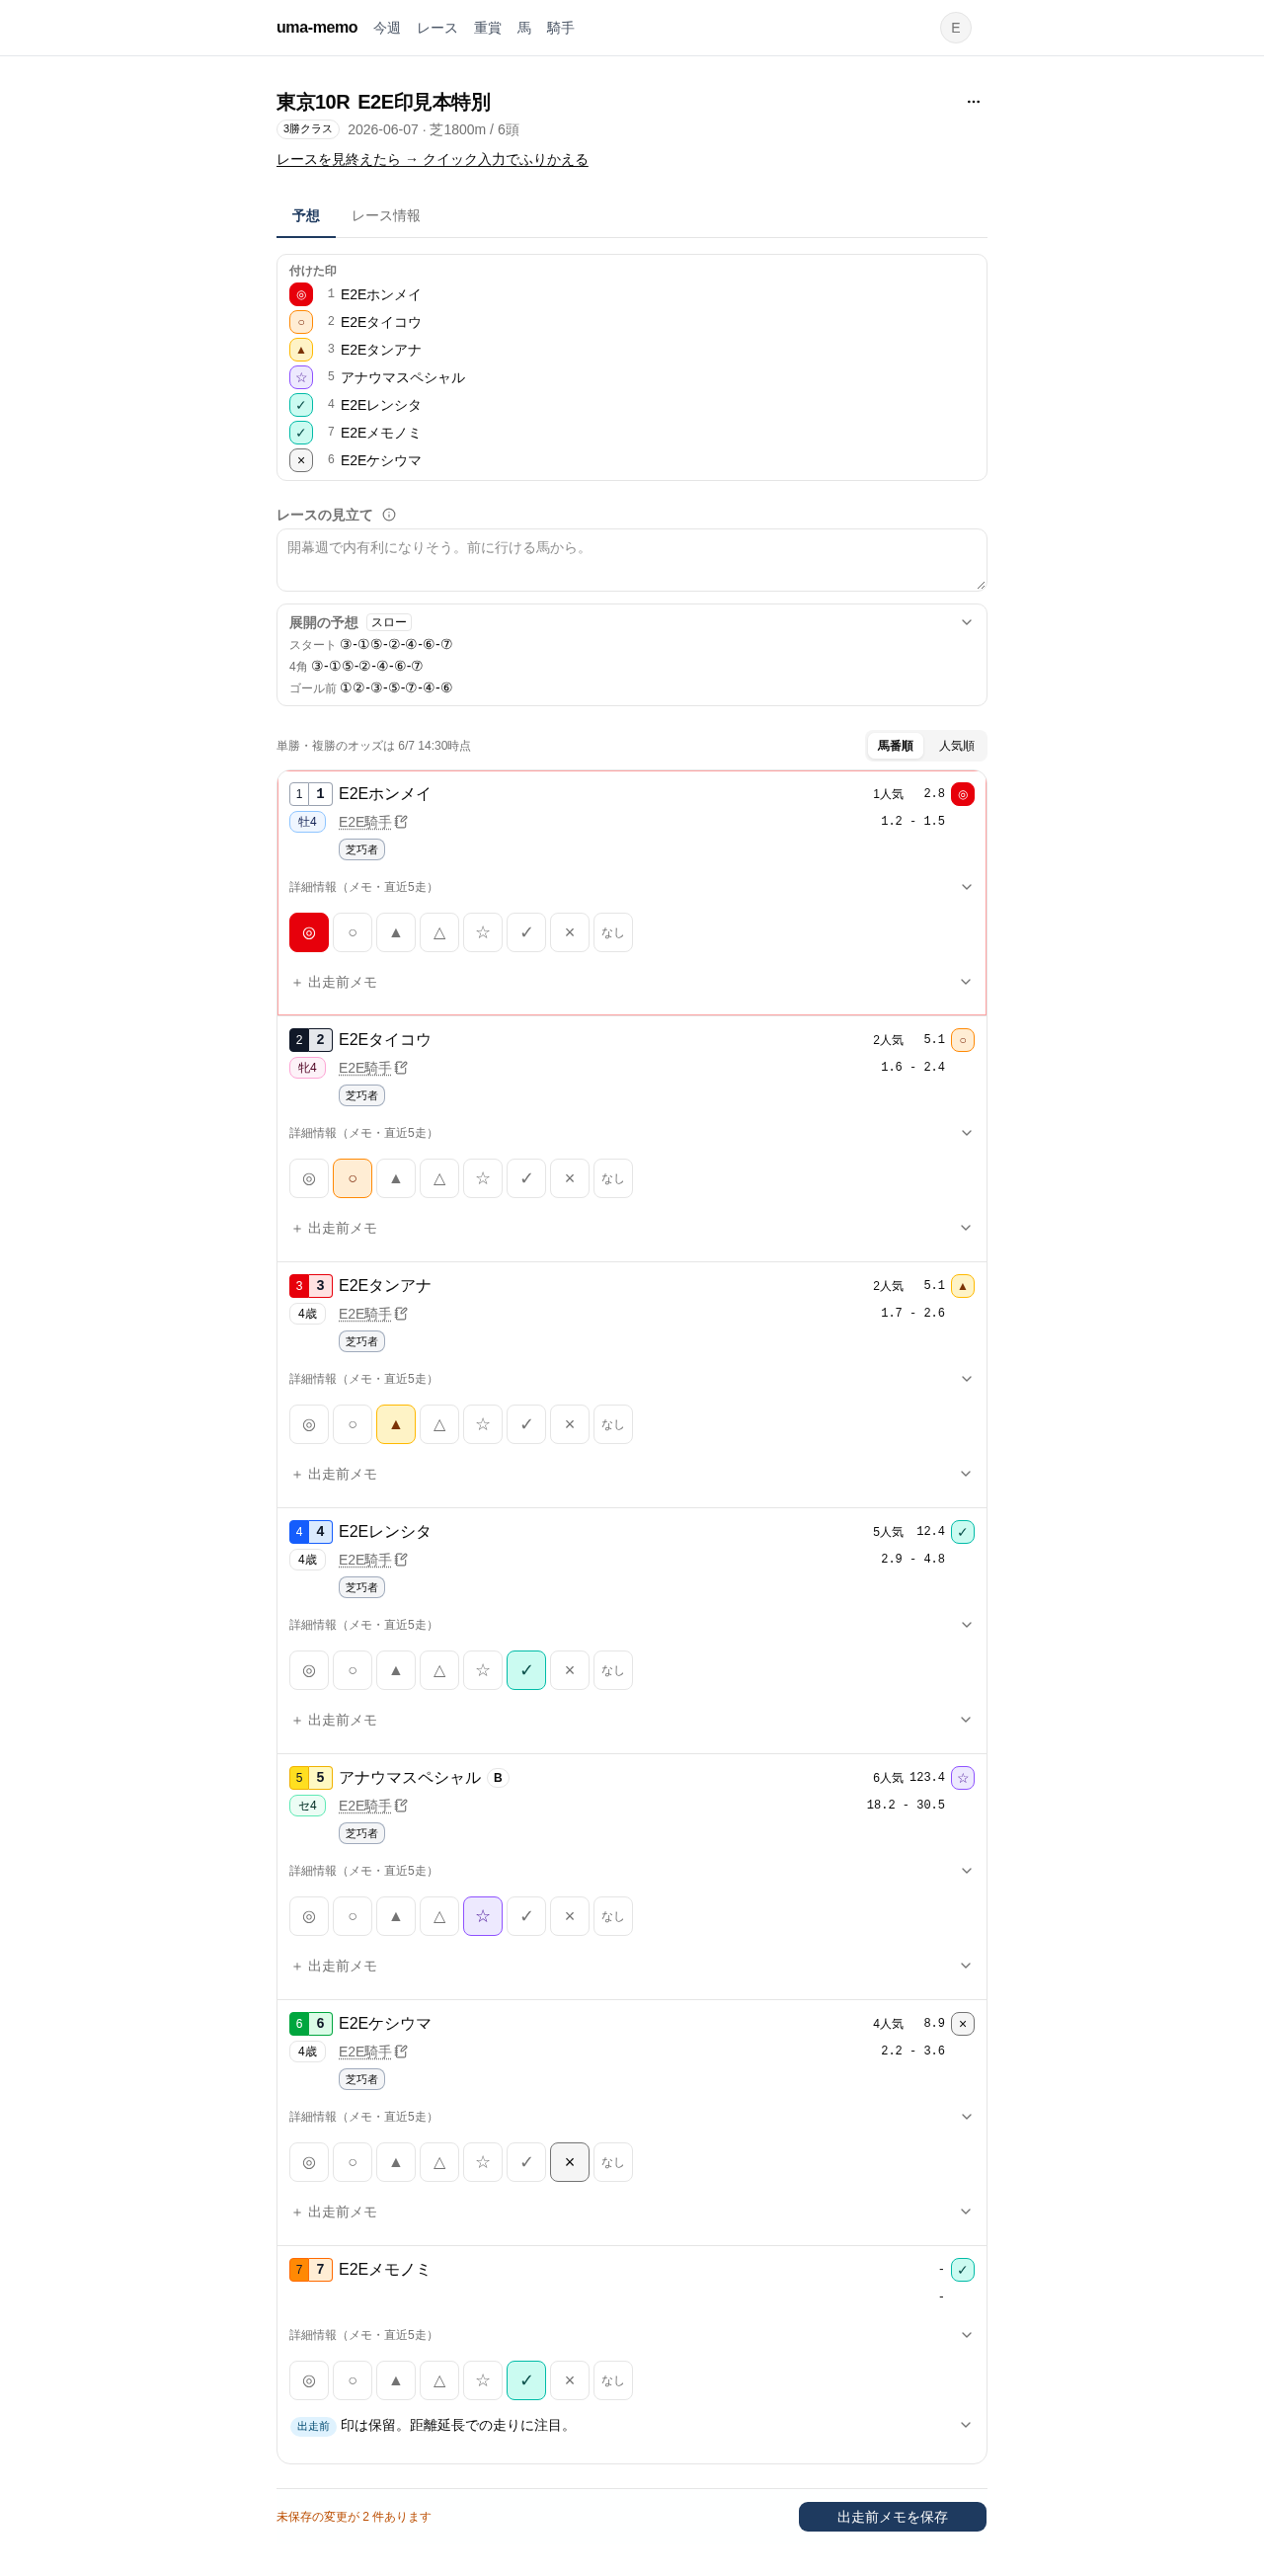 uma-memo 今週 レース 重賞 馬 騎手 E
東京10R E2E印見本特別 ...
3勝クラス 2026-06-07 · 芝1800m / 6頭
レースを見終えたら → クイック入力でふりかえる
予想 レース情報
付けた印
◎ 1 E2Eホンメイ
○ 2 E2Eタイコウ
▲ 3 E2Eタンアナ
☆ 5 アナウマスペシャル
✓ 4 E2Eレンシタ
✓ 7 E2Eメモノミ
× 6 E2Eケシウマ
レースの見立て
開幕週で内有利になりそう。前に行ける馬から。
展開の予想 スロー
スタート ③-①⑤-②-④-⑥-⑦
4角 ③-①⑤-②-④-⑥-⑦
ゴール前 ①②-③-⑤-⑦-④-⑥
単勝・複勝のオッズは 6/7 14:30時点 馬番順 人気順
1 1 E2Eホンメイ 1人気 2.8 ◎
牡4 E2E騎手 1.2 - 1.5
芝巧者
詳細情報（メモ・直近5走）
◎ ○ ▲ △ ☆ ✓ × なし
＋ 出走前メモ
2 2 E2Eタイコウ 2人気 5.1 ○
牝4 E2E騎手 1.6 - 2.4
芝巧者
詳細情報（メモ・直近5走）
◎ ○ ▲ △ ☆ ✓ × なし
＋ 出走前メモ
3 3 E2Eタンアナ 2人気 5.1 ▲
4歳 E2E騎手 1.7 - 2.6
芝巧者
詳細情報（メモ・直近5走）
◎ ○ ▲ △ ☆ ✓ × なし
＋ 出走前メモ
4 4 E2Eレンシタ 5人気 12.4 ✓
4歳 E2E騎手 2.9 - 4.8
芝巧者
詳細情報（メモ・直近5走）
◎ ○ ▲ △ ☆ ✓ × なし
＋ 出走前メモ
5 5 アナウマスペシャル B 6人気 123.4 ☆
セ4 E2E騎手 18.2 - 30.5
芝巧者
詳細情報（メモ・直近5走）
◎ ○ ▲ △ ☆ ✓ × なし
＋ 出走前メモ
6 6 E2Eケシウマ 4人気 8.9 ×
4歳 E2E騎手 2.2 - 3.6
芝巧者
詳細情報（メモ・直近5走）
◎ ○ ▲ △ ☆ ✓ × なし
＋ 出走前メモ
7 7 E2Eメモノミ - ✓
-
詳細情報（メモ・直近5走）
◎ ○ ▲ △ ☆ ✓ × なし
出走前 印は保留。距離延長での走りに注目。
未保存の変更が 2 件あります 出走前メモを保存